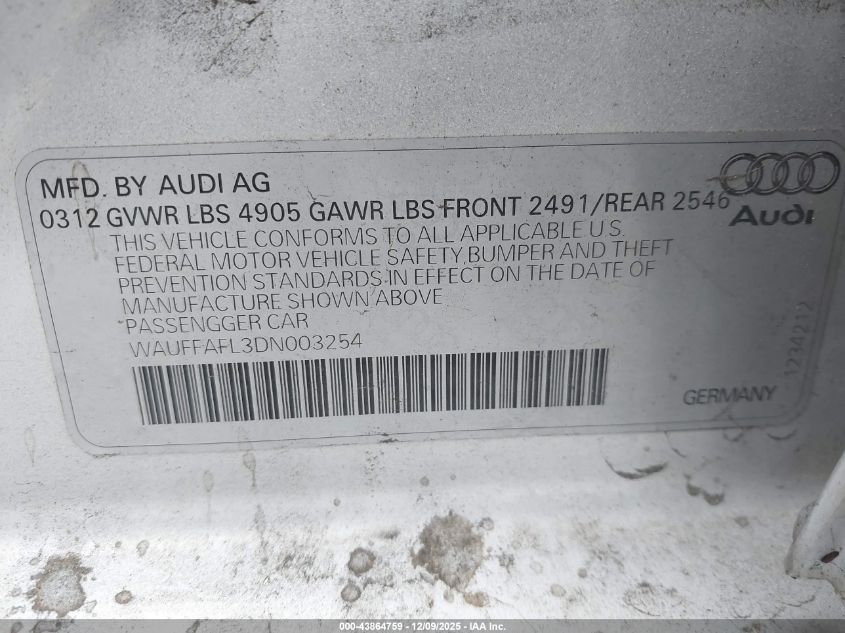 MFD. BY AUDI AG
0312 GVWR LBS 4905 GAWR LBS FRONT 2491/REAR 2546
Audi
THIS VEHICLE CONFORMS TO ALL APPLICABLE U.S.
FEDERAL MOTOR VEHICLE SAFETY,BUMPER AND THEFT
PREVENTION STANDARDS IN EFFECT ON THE DATE OF
MANUFACTURE SHOWN ABOVE
PASSENGGER CAR
WAUFFAFL3DN003254
1234212
GERMANY
000-43864759 - 12/09/2025 - IAA Inc.